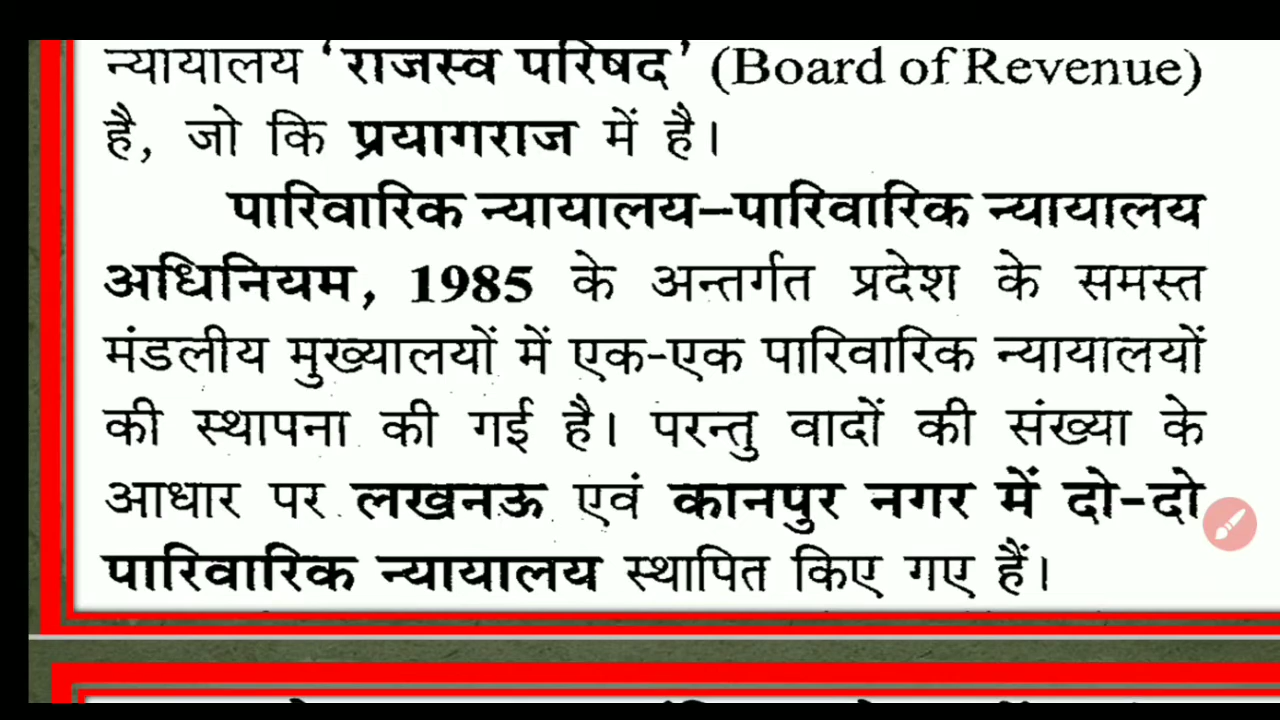 न्यायालय ‘राजस्व परिषद’ (Board of Revenue)
है, जो कि प्रयागराज में है।
पारिवारिक न्यायालय–पारिवारिक न्यायालय
अधिनियम, 1985 के अन्तर्गत प्रदेश के समस्त
मंडलीय मुख्यालयों में एक-एक पारिवारिक न्यायालयों
की स्थापना की गई है। परन्तु वादों की संख्या के
आधार पर लखनऊ एवं कानपुर नगर में दो-दो
पारिवारिक न्यायालय स्थापित किए गए हैं।